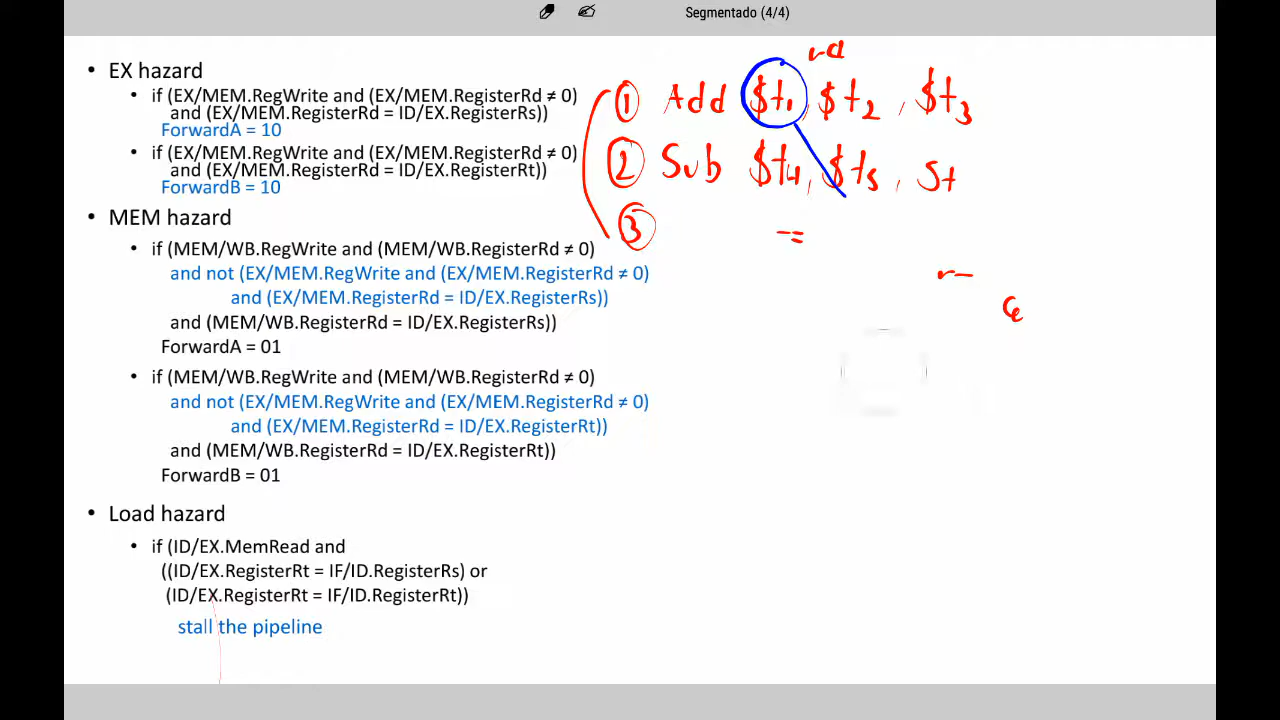 Segmentado (4/4)
• EX hazard
• if (EX/MEM.RegWrite and (EX/MEM.RegisterRd ≠ 0)
and (EX/MEM.RegisterRd = ID/EX.RegisterRs))
ForwardA = 10
• if (EX/MEM.RegWrite and (EX/MEM.RegisterRd ≠ 0)
and (EX/MEM.RegisterRd = ID/EX.RegisterRt))
ForwardB = 10
• MEM hazard
• if (MEM/WB.RegWrite and (MEM/WB.RegisterRd ≠ 0)
and not (EX/MEM.RegWrite and (EX/MEM.RegisterRd ≠ 0)
and (EX/MEM.RegisterRd = ID/EX.RegisterRs))
and (MEM/WB.RegisterRd = ID/EX.RegisterRs))
ForwardA = 01
• if (MEM/WB.RegWrite and (MEM/WB.RegisterRd ≠ 0)
and not (EX/MEM.RegWrite and (EX/MEM.RegisterRd ≠ 0)
and (EX/MEM.RegisterRd = ID/EX.RegisterRt))
and (MEM/WB.RegisterRd = ID/EX.RegisterRt))
ForwardB = 01
• Load hazard
• if (ID/EX.MemRead and
((ID/EX.RegisterRt = IF/ID.RegisterRs) or
(ID/EX.RegisterRt = IF/ID.RegisterRt))
stall the pipeline
rd
1 Add $t1, $t2, $t3
2 Sub $t4, $t5, St
3